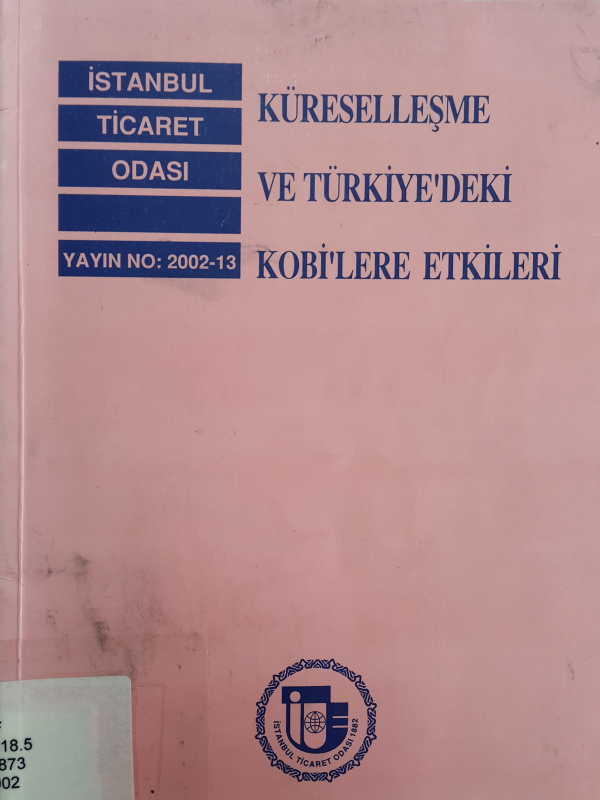 İSTANBUL
TİCARET
ODASI
YAYIN NO: 2002-13
KÜRESELLEŞME
VE TÜRKİYE'DEKİ
KOBİ'LERE ETKİLERİ
İSTANBUL TİCARET ODASI 1882
18.5
873
002